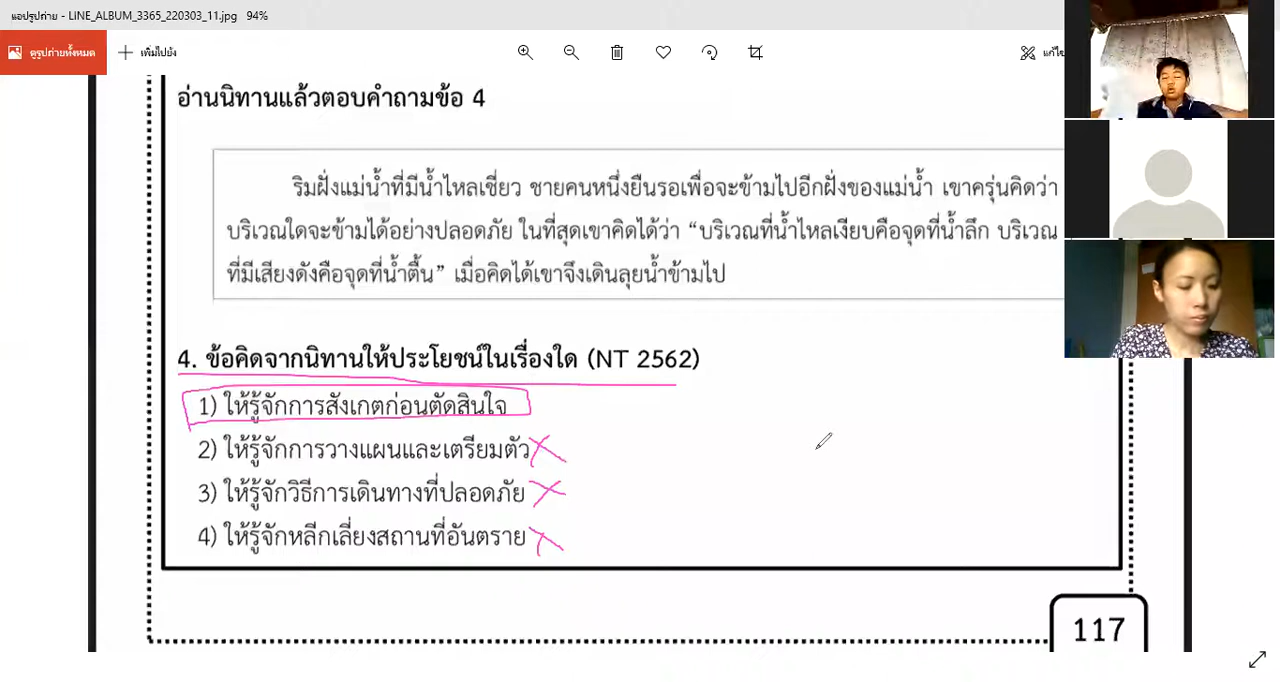 แอปรูปถ่าย - LINE_ALBUM_3365_220303_11.jpg 94%
ดูรูปถ่ายทั้งหมด
เพิ่มไปยัง
อ่านนิทานแล้วตอบคำถามข้อ 4
ริมฝั่งแม่น้ำที่มีน้ำไหลเชี่ยว ชายคนหนึ่งยืนรอเพื่อจะข้ามไปอีกฝั่งของแม่น้ำ เขาครุ่นคิดว่า
บริเวณใดจะข้ามได้อย่างปลอดภัย ในที่สุดเขาคิดได้ว่า “บริเวณที่น้ำไหลเงียบคือจุดที่น้ำลึก บริเวณ
ที่มีเสียงดังคือจุดที่น้ำตื้น” เมื่อคิดได้เขาจึงเดินลุยน้ำข้ามไป
4. ข้อคิดจากนิทานให้ประโยชน์ในเรื่องใด (NT 2562)
1) ให้รู้จักการสังเกตก่อนตัดสินใจ
2) ให้รู้จักการวางแผนและเตรียมตัว
3) ให้รู้จักวิธีการเดินทางที่ปลอดภัย
4) ให้รู้จักหลีกเลี่ยงสถานที่อันตราย
117